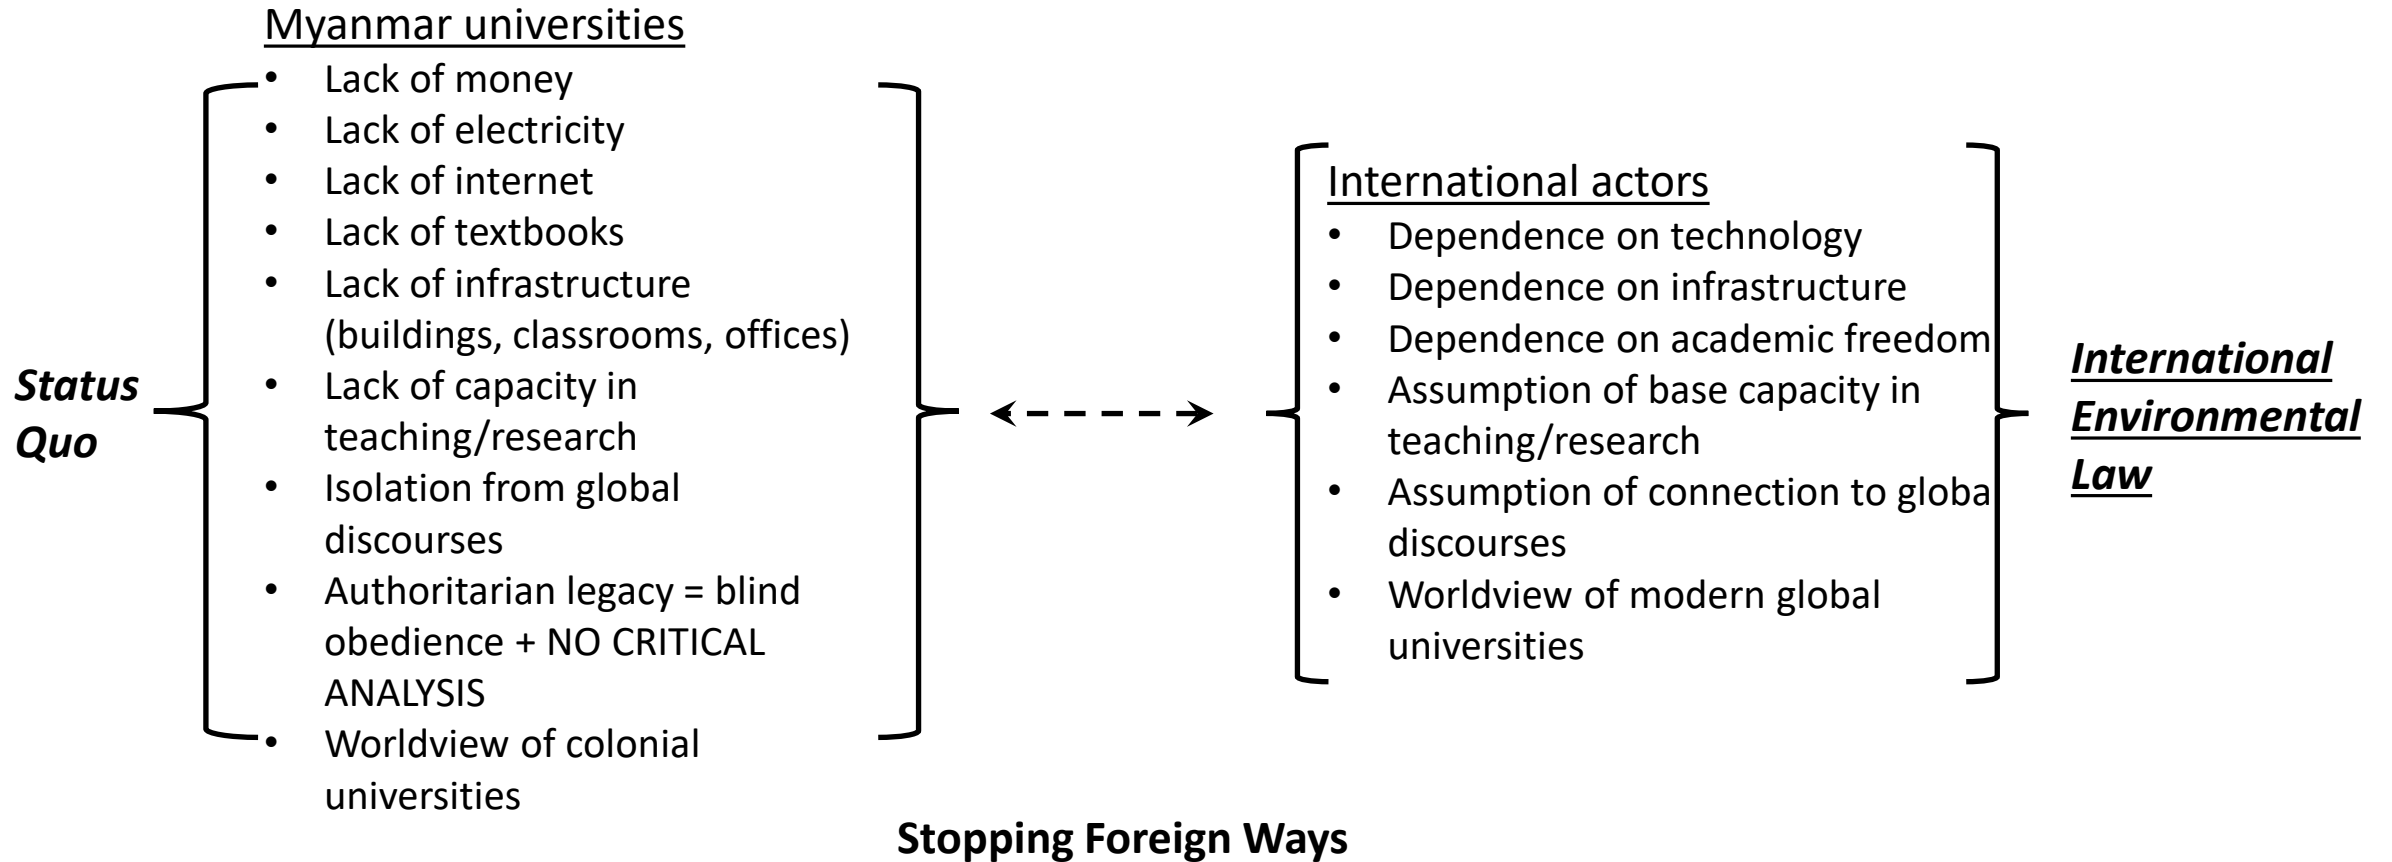 Myanmar universities
• Lack of money
• Lack of electricity
• Lack of internet
• Lack of textbooks
• Lack of infrastructure
(buildings, classrooms, offices)
• Lack of capacity in
teaching/research
• Isolation from global
discourses
• Authoritarian legacy = blind
obedience + NO CRITICAL
ANALYSIS
• Worldview of colonial
universities
Status
Quo
International actors
• Dependence on technology
• Dependence on infrastructure
• Dependence on academic freedom
• Assumption of base capacity in
teaching/research
• Assumption of connection to globa
discourses
• Worldview of modern global
universities
International
Environmental
Law
Stopping Foreign Ways